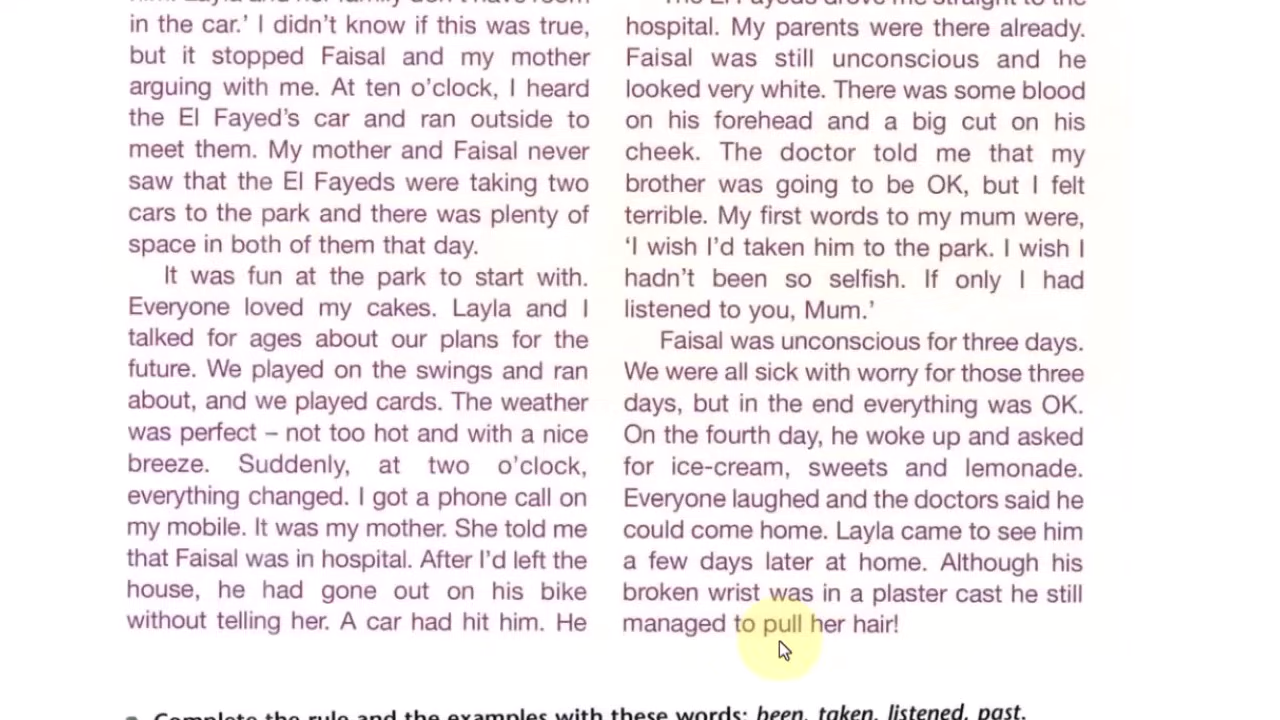 him. Layla and her family don't have room
in the car.' I didn't know if this was true,
but it stopped Faisal and my mother
arguing with me. At ten o'clock, I heard
the El Fayed's car and ran outside to
meet them. My mother and Faisal never
saw that the El Fayeds were taking two
cars to the park and there was plenty of
space in both of them that day.
It was fun at the park to start with.
Everyone loved my cakes. Layla and I
talked for ages about our plans for the
future. We played on the swings and ran
about, and we played cards. The weather
was perfect – not too hot and with a nice
breeze. Suddenly, at two o'clock,
everything changed. I got a phone call on
my mobile. It was my mother. She told me
that Faisal was in hospital. After I'd left the
house, he had gone out on his bike
without telling her. A car had hit him. He
The El Fayeds drove me straight to the
hospital. My parents were there already.
Faisal was still unconscious and he
looked very white. There was some blood
on his forehead and a big cut on his
cheek. The doctor told me that my
brother was going to be OK, but I felt
terrible. My first words to my mum were,
'I wish I'd taken him to the park. I wish I
hadn't been so selfish. If only I had
listened to you, Mum.'
Faisal was unconscious for three days.
We were all sick with worry for those three
days, but in the end everything was OK.
On the fourth day, he woke up and asked
for ice-cream, sweets and lemonade.
Everyone laughed and the doctors said he
could come home. Layla came to see him
a few days later at home. Although his
broken wrist was in a plaster cast he still
managed to pull her hair!
Complete the rule and the examples with these words: been, taken, listened, past.